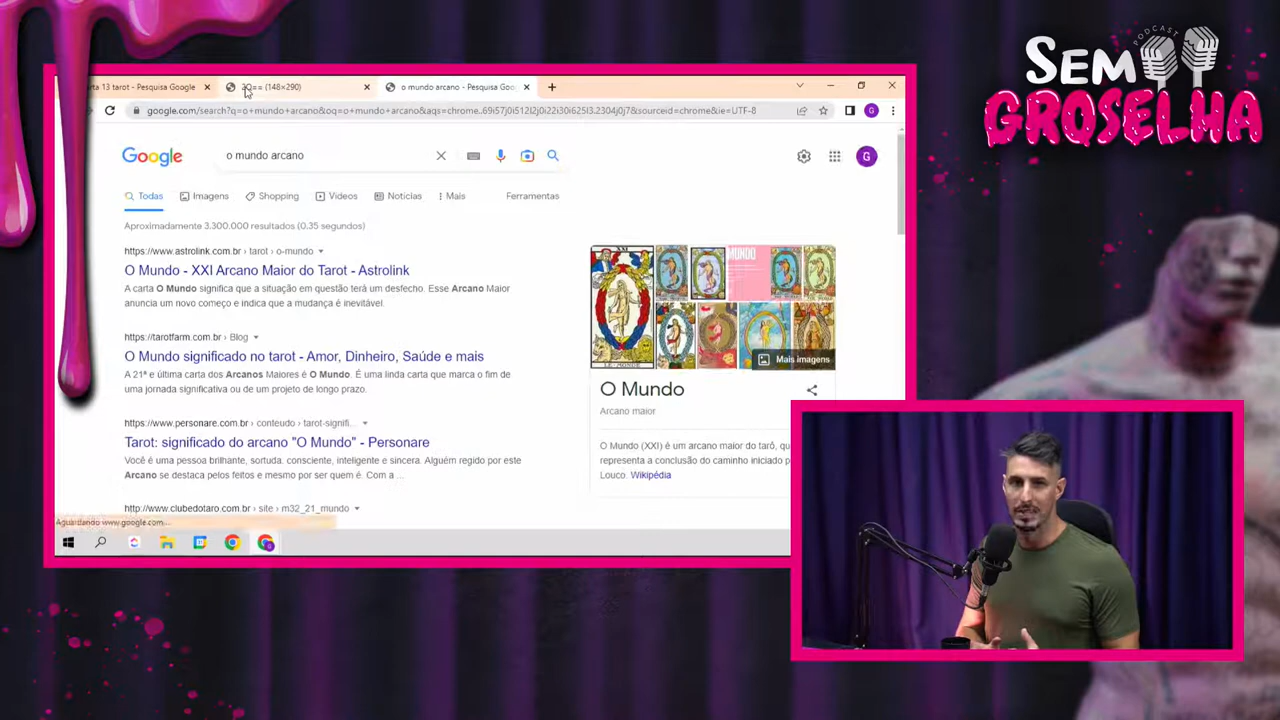 PODCAST
SEM
GROSELHA
13 tarot - Pesquisa Google
(148×290)
o mundo arcano - Pesquisa Goo
google.com/search?q=o+mundo+arcano&oq=o+mundo+arcano&aqs=chrome..69i57j0i512l2j0i22i30i625l3.2304j0j7&sourceid=chrome&ie=UTF-8
G
Google
o mundo arcano
G
Todas
Imagens
Shopping
Vídeos
Notícias
Mais
Ferramentas
Aproximadamente 3.300.000 resultados (0,35 segundos)
https://www.astrolink.com.br › tarot › o-mundo
O Mundo - XXI Arcano Maior do Tarot - Astrolink
A carta O Mundo significa que a situação em questão terá um desfecho. Esse Arcano Maior
anuncia um novo começo e indica que a mudança é inevitável.
https://tarotfarm.com.br › Blog
O Mundo significado no tarot - Amor, Dinheiro, Saúde e mais
A 21ª e última carta dos Arcanos Maiores é O Mundo. É uma linda carta que marca o fim de
uma jornada significativa ou de um projeto de longo prazo.
https://www.personare.com.br › conteudo › tarot-signifi...
Tarot: significado do arcano "O Mundo" - Personare
Você é uma pessoa brilhante, sortuda, consciente, inteligente e sincera. Alguém regido por este
Arcano se destaca pelos feitos e mesmo por ser quem é. Com a ...
http://www.clubedotaro.com.br › site › m32_21_mundo
Aguardando www.google.com...
MUNDO
Mais imagens
O Mundo
Arcano maior
O Mundo (XXI) é um arcano maior do tarô, qu
representa a conclusão do caminho iniciado p
Louco. Wikipédia